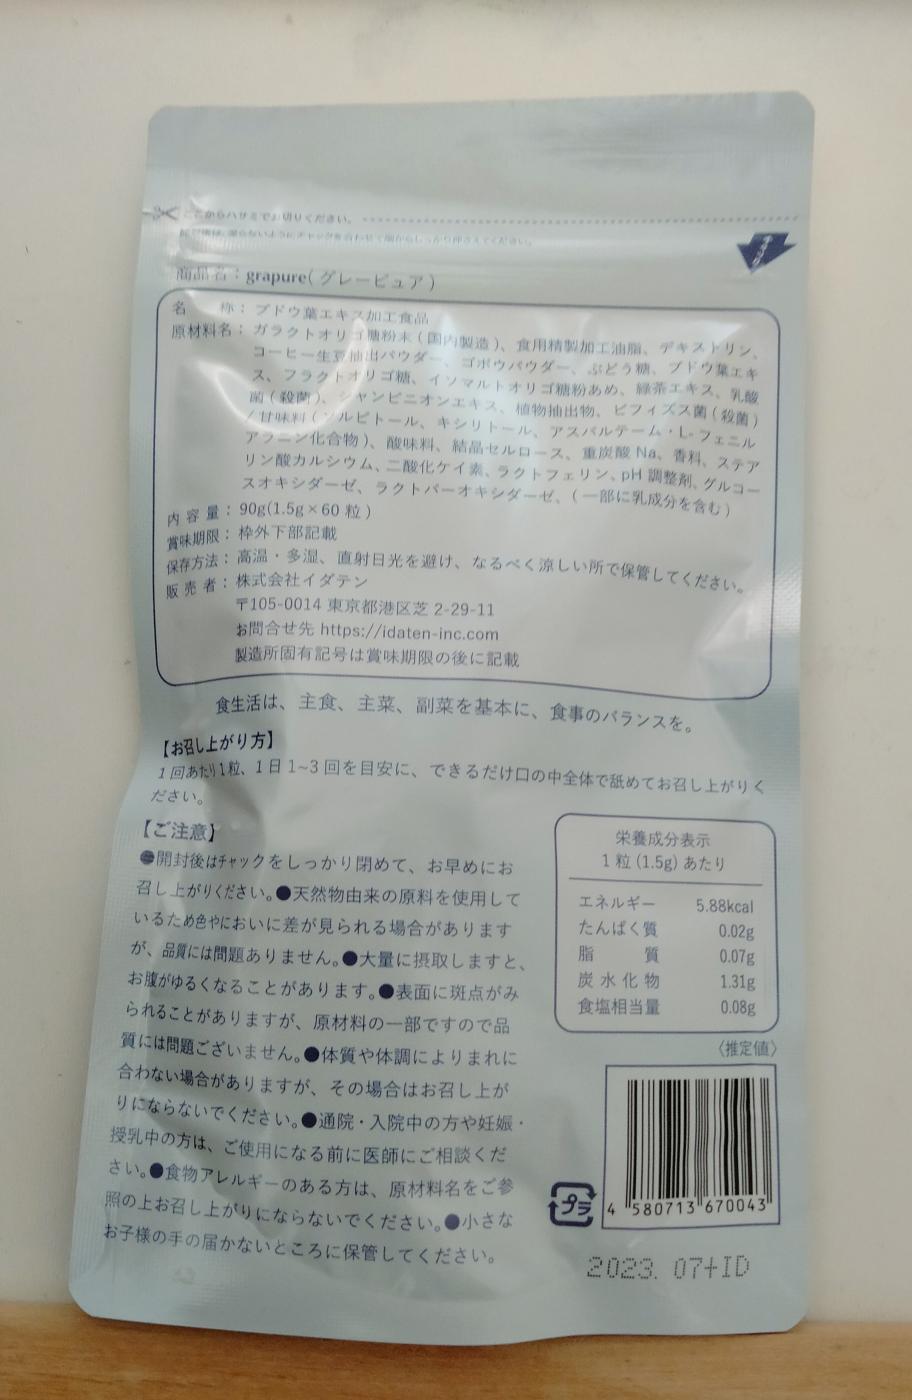 ここからハサミでお切りください。
商品名：grapure(グレーピュア)
名　　称：ブドウ葉エキス加工食品
原材料名：ガラクトオリゴ糖粉末(国内製造)、食用精製加工油脂、デキストリン、
コーヒー生豆抽出パウダー、ゴボウパウダー、ぶどう糖、ブドウ葉エキ
ス、フラクトオリゴ糖、イソマルトオリゴ糖粉あめ、緑茶エキス、乳酸
菌(殺菌)、シャンピニオンエキス、植物抽出物、ビフィズス菌(殺菌)
/甘味料(ソルビトール、キシリトール、アスパルテーム・L-フェニル
アラニン化合物)、酸味料、結晶セルロース、重炭酸Na、香料、ステア
リン酸カルシウム、二酸化ケイ素、ラクトフェリン、pH調整剤、グルコー
スオキシダーゼ、ラクトパーオキシダーゼ、(一部に乳成分を含む)
内容量：90g(1.5g×60粒)
賞味期限：枠外下部記載
保存方法：高温・多湿、直射日光を避け、なるべく涼しい所で保管してください。
販売者：株式会社イダテン
〒105-0014 東京都港区芝2-29-11
お問合せ先 https://idaten-inc.com
製造所固有記号は賞味期限の後に記載
食生活は、主食、主菜、副菜を基本に、食事のバランスを。
【お召し上がり方】
1回あたり1粒、1日1~3回を目安に、できるだけ口の中全体で舐めてお召し上がりく
ださい。
【ご注意】
●開封後はチャックをしっかり閉めて、お早めにお
召し上がりください。●天然物由来の原料を使用して
いるため色やにおいに差が見られる場合があります
が、品質には問題ありません。●大量に摂取しますと、
お腹がゆるくなることがあります。●表面に斑点がみ
られることがありますが、原材料の一部ですので品
質には問題ございません。●体質や体調によりまれに
合わない場合がありますが、その場合はお召し上が
りにならないでください。●通院・入院中の方や妊娠・
授乳中の方は、ご使用になる前に医師にご相談くだ
さい。●食物アレルギーのある方は、原材料名をご参
照の上お召し上がりにならないでください。●小さな
お子様の手の届かないところに保管してください。
栄養成分表示
1粒(1.5g)あたり
エネルギー 5.88kcal
たんぱく質 0.02g
脂　　質 0.07g
炭水化物 1.31g
食塩相当量 0.08g
〈推定値〉
プラ
4 580713 670043
2023. 07+ID